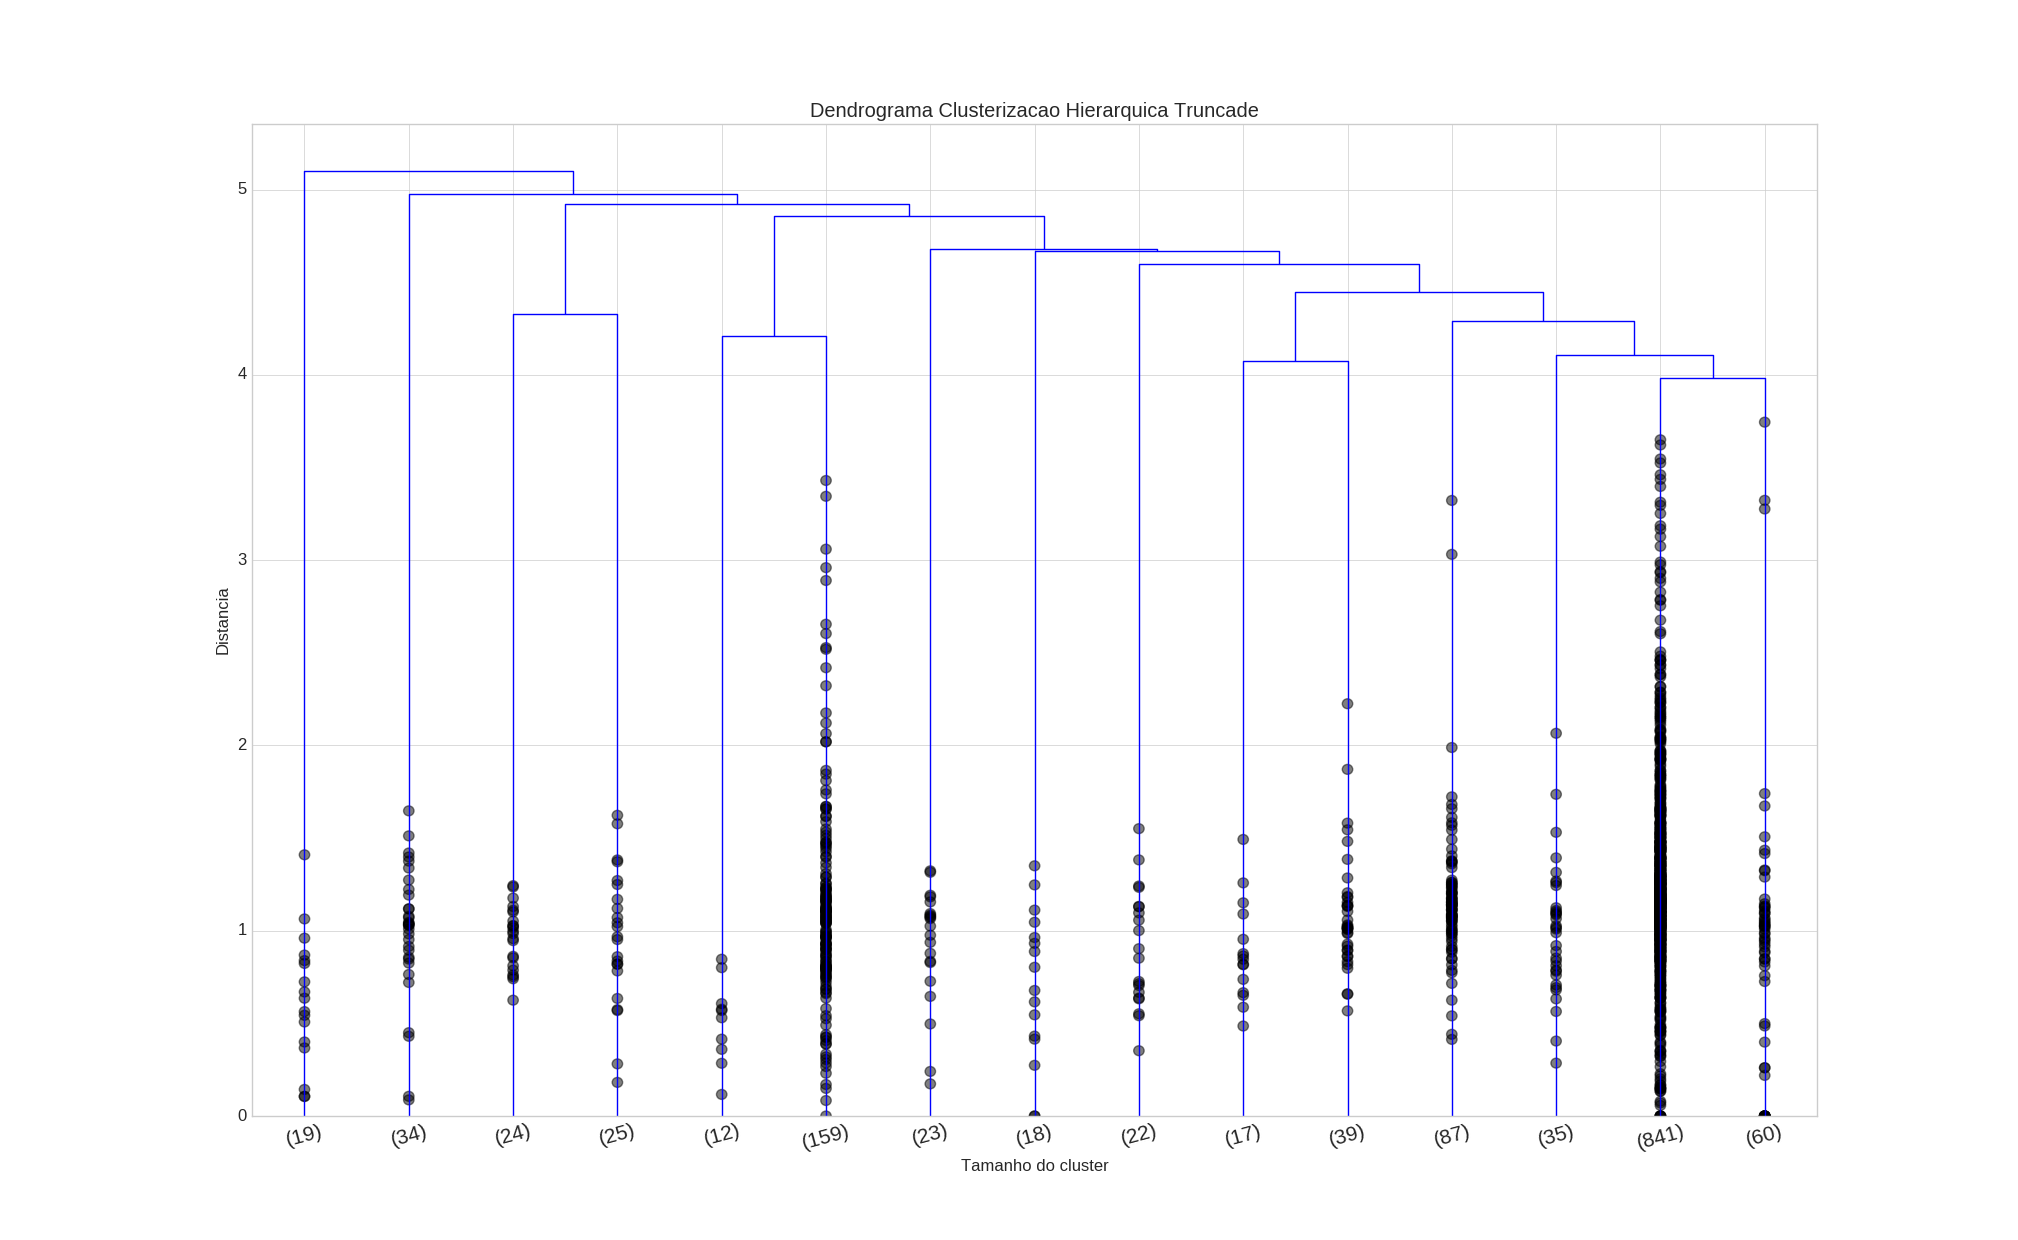 Dendrograma Clusterizacao Hierarquica Truncade
5
4
3
2
1
0
Distancia
(19) (34) (24) (25) (12) (159) (23) (18) (22) (17) (39) (87) (35) (841) (60)
Tamanho do cluster